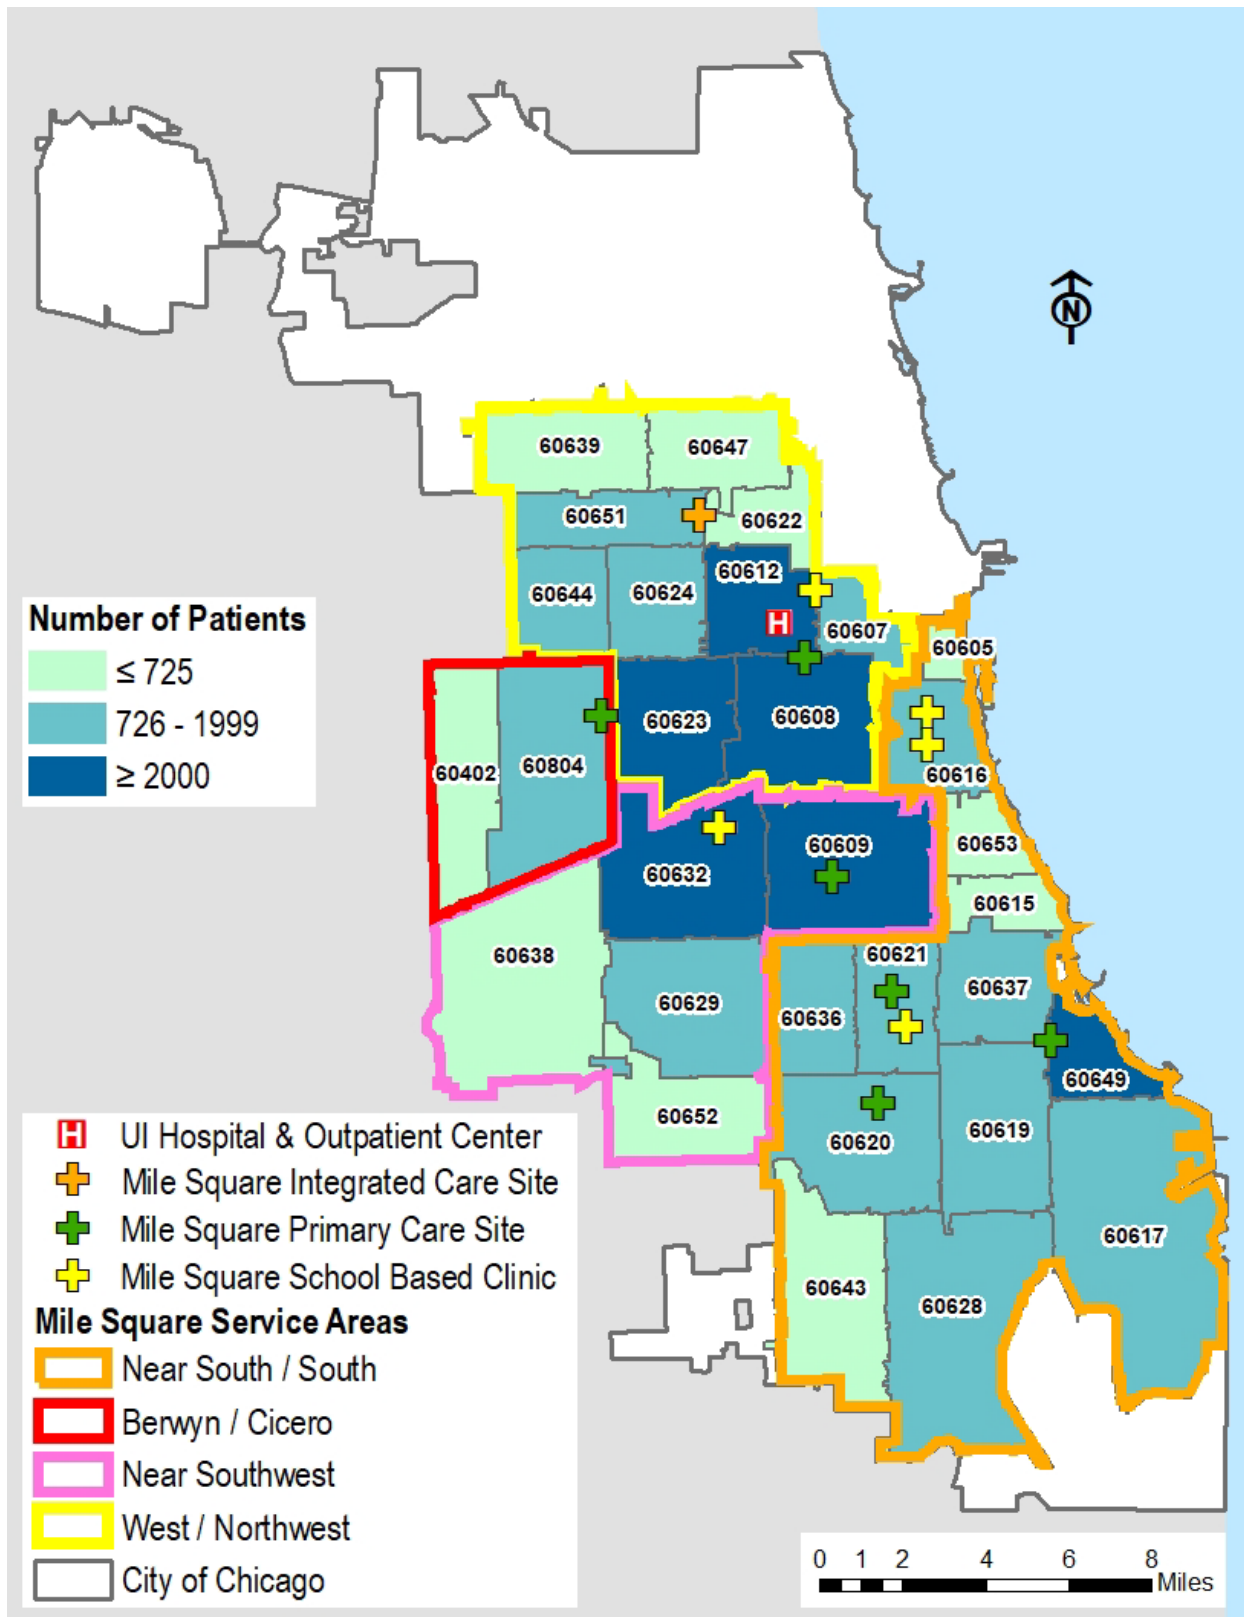 N
60639
60647
60651
60622
60612
60644
60624
H
60607
60605
60623
60608
60402
60804
60616
60609
60653
60632
60615
60638
60621
60637
60629
60636
60649
60652
60620
60619
60617
60643
60628
Number of Patients
≤ 725
726 - 1999
≥ 2000
H UI Hospital & Outpatient Center
Mile Square Integrated Care Site
Mile Square Primary Care Site
Mile Square School Based Clinic
Mile Square Service Areas
Near South / South
Berwyn / Cicero
Near Southwest
West / Northwest
City of Chicago
0 1 2 4 6 8
Miles